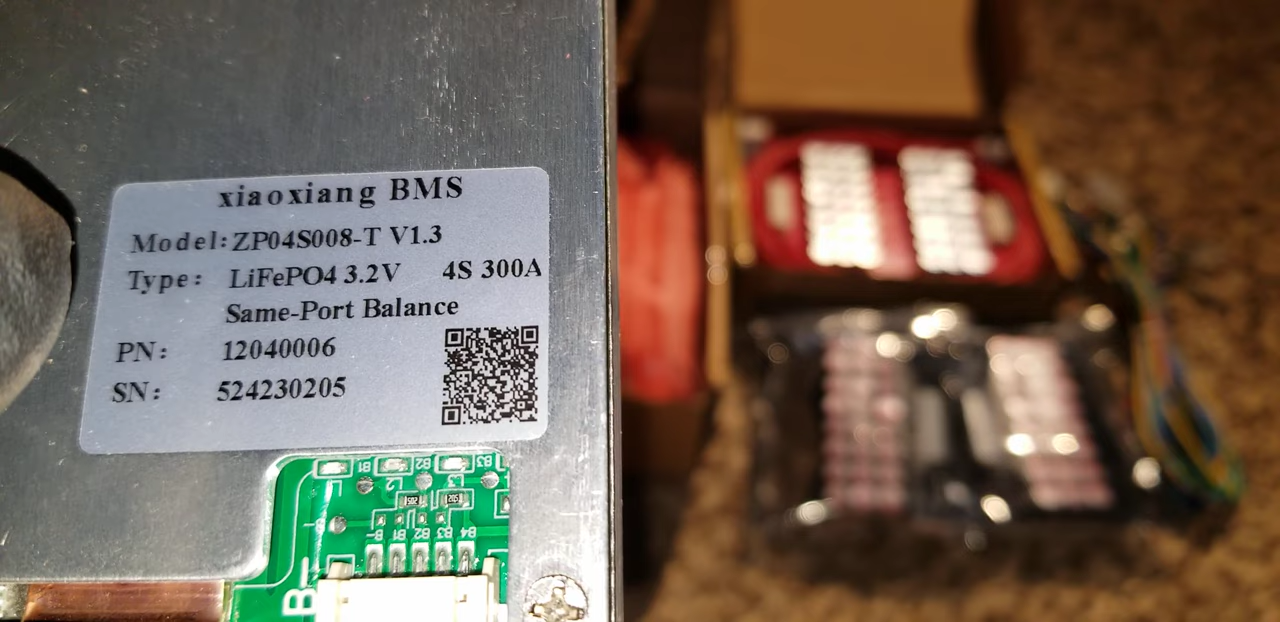 xiaoxiang BMS
Model: ZP04S008-T V1.3
Type: LiFePO4 3.2V 4S 300A
Same-Port Balance
PN: 12040006
SN: 524230205
B1 B2 B3
B- B1 B2 B3 B4
B-